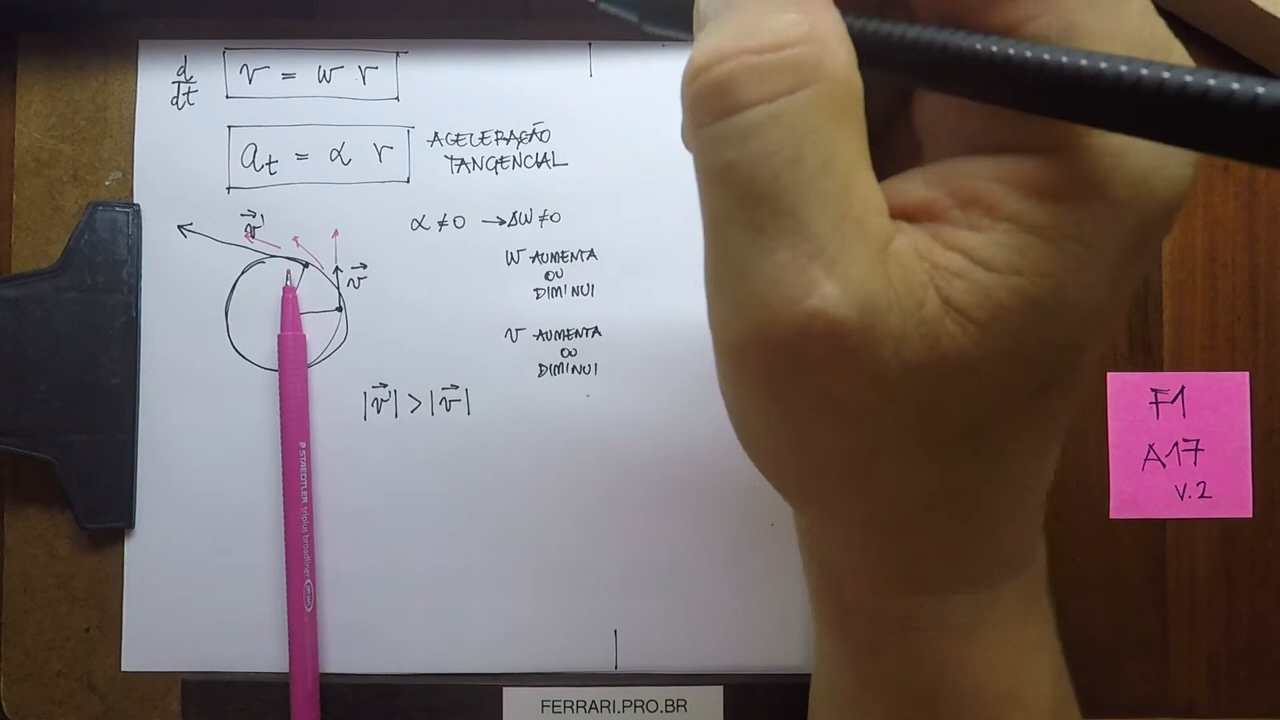 d/dt v = w r
a_t = α r ACELERAÇÃO
TANGENCIAL
α ≠ 0 → Δw ≠ 0
w AUMENTA
OU
DIMINUI
v⃗'
v⃗
v AUMENTA
OU
DIMINUI
|v⃗'| > |v⃗|
F1
A17
V.2
STAEDTLER triplus broadliner
FERRARI.PRO.BR